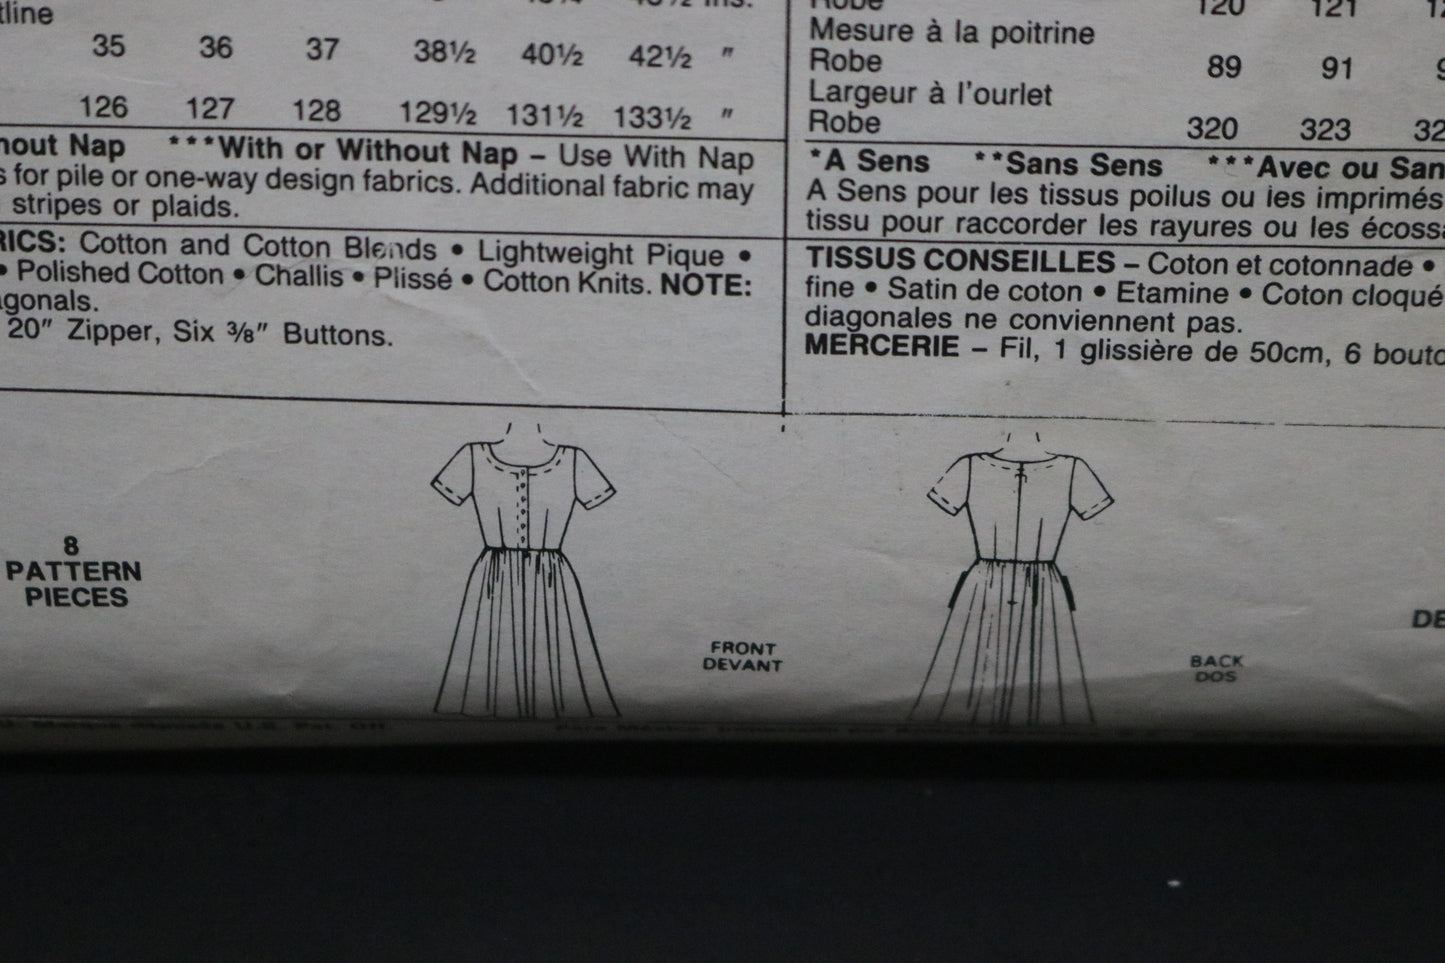 tline
35 36 37 38½ 40½ 42½ "
126 127 128 129½ 131½ 133½ "
hout Nap ***With or Without Nap – Use With Nap
s for pile or one-way design fabrics. Additional fabric may
stripes or plaids.
RICS: Cotton and Cotton Blends • Lightweight Pique •
• Polished Cotton • Challis • Plissé • Cotton Knits. NOTE:
agonals.
20" Zipper, Six ⅜" Buttons.
Robe 120 121
Mesure à la poitrine
Robe 89 91 9
Largeur à l'ourlet
Robe 320 323 32
*A Sens **Sans Sens ***Avec ou San
A Sens pour les tissus poilus ou les imprimés
tissu pour raccorder les rayures ou les écossa
TISSUS CONSEILLES – Coton et cotonnade •
fine • Satin de coton • Etamine • Coton cloqué
diagonales ne conviennent pas.
MERCERIE – Fil, 1 glissière de 50cm, 6 bouto
8
PATTERN
PIECES
FRONT
DEVANT
BACK
DOS
DE